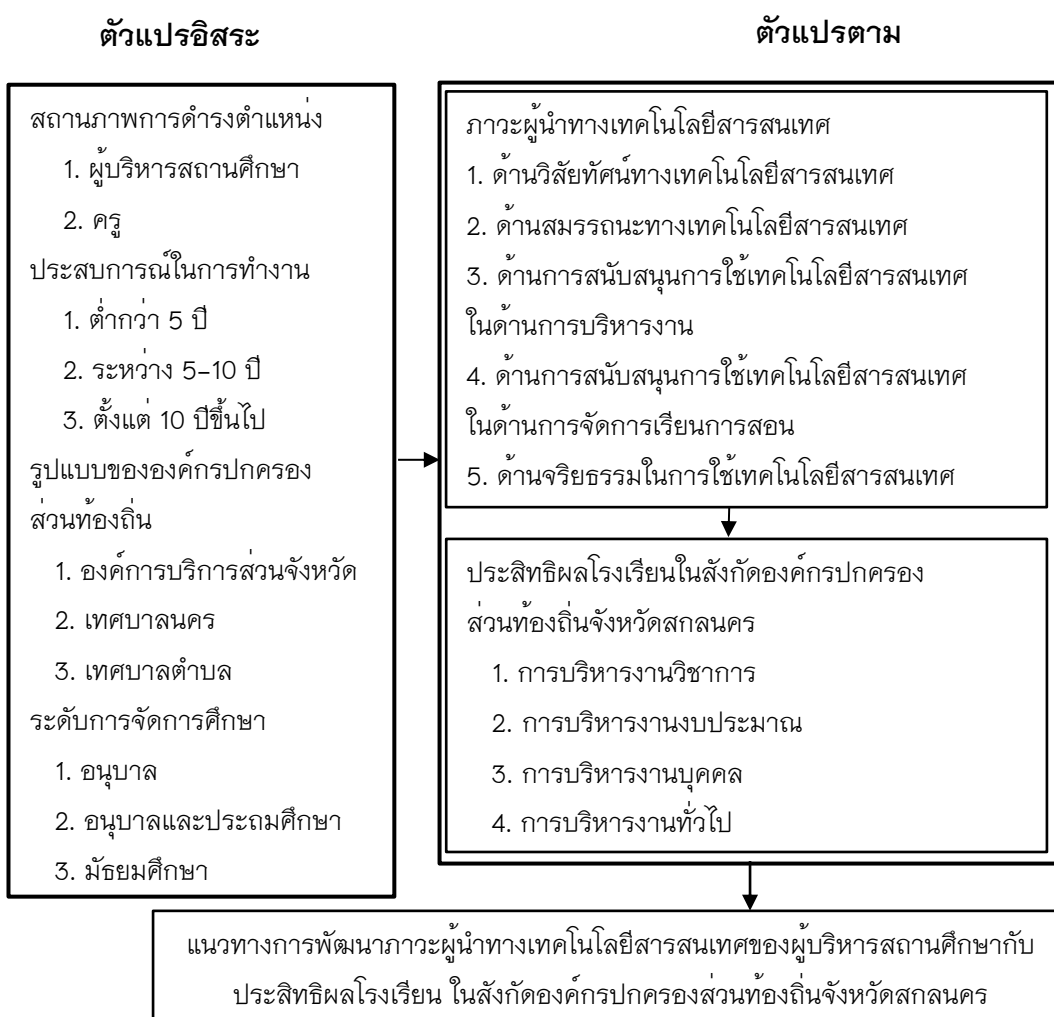 ตัวแปรอิสระ
ตัวแปรตาม
สถานภาพการดำรงตำแหน่ง
1. ผู้บริหารสถานศึกษา
2. ครู
ประสบการณ์ในการทำงาน
1. ต่ำกว่า 5 ปี
2. ระหว่าง 5–10 ปี
3. ตั้งแต่ 10 ปีขึ้นไป
รูปแบบขององค์กรปกครอง
ส่วนท้องถิ่น
1. องค์การบริการส่วนจังหวัด
2. เทศบาลนคร
3. เทศบาลตำบล
ระดับการจัดการศึกษา
1. อนุบาล
2. อนุบาลและประถมศึกษา
3. มัธยมศึกษา
ภาวะผู้นำทางเทคโนโลยีสารสนเทศ
1. ด้านวิสัยทัศน์ทางเทคโนโลยีสารสนเทศ
2. ด้านสมรรถนะทางเทคโนโลยีสารสนเทศ
3. ด้านการสนับสนุนการใช้เทคโนโลยีสารสนเทศ
ในด้านการบริหารงาน
4. ด้านการสนับสนุนการใช้เทคโนโลยีสารสนเทศ
ในด้านการจัดการเรียนการสอน
5. ด้านจริยธรรมในการใช้เทคโนโลยีสารสนเทศ
ประสิทธิผลโรงเรียนในสังกัดองค์กรปกครอง
ส่วนท้องถิ่นจังหวัดสกลนคร
1. การบริหารงานวิชาการ
2. การบริหารงานงบประมาณ
3. การบริหารงานบุคคล
4. การบริหารงานทั่วไป
แนวทางการพัฒนาภาวะผู้นำทางเทคโนโลยีสารสนเทศของผู้บริหารสถานศึกษากับ
ประสิทธิผลโรงเรียน ในสังกัดองค์กรปกครองส่วนท้องถิ่นจังหวัดสกลนคร